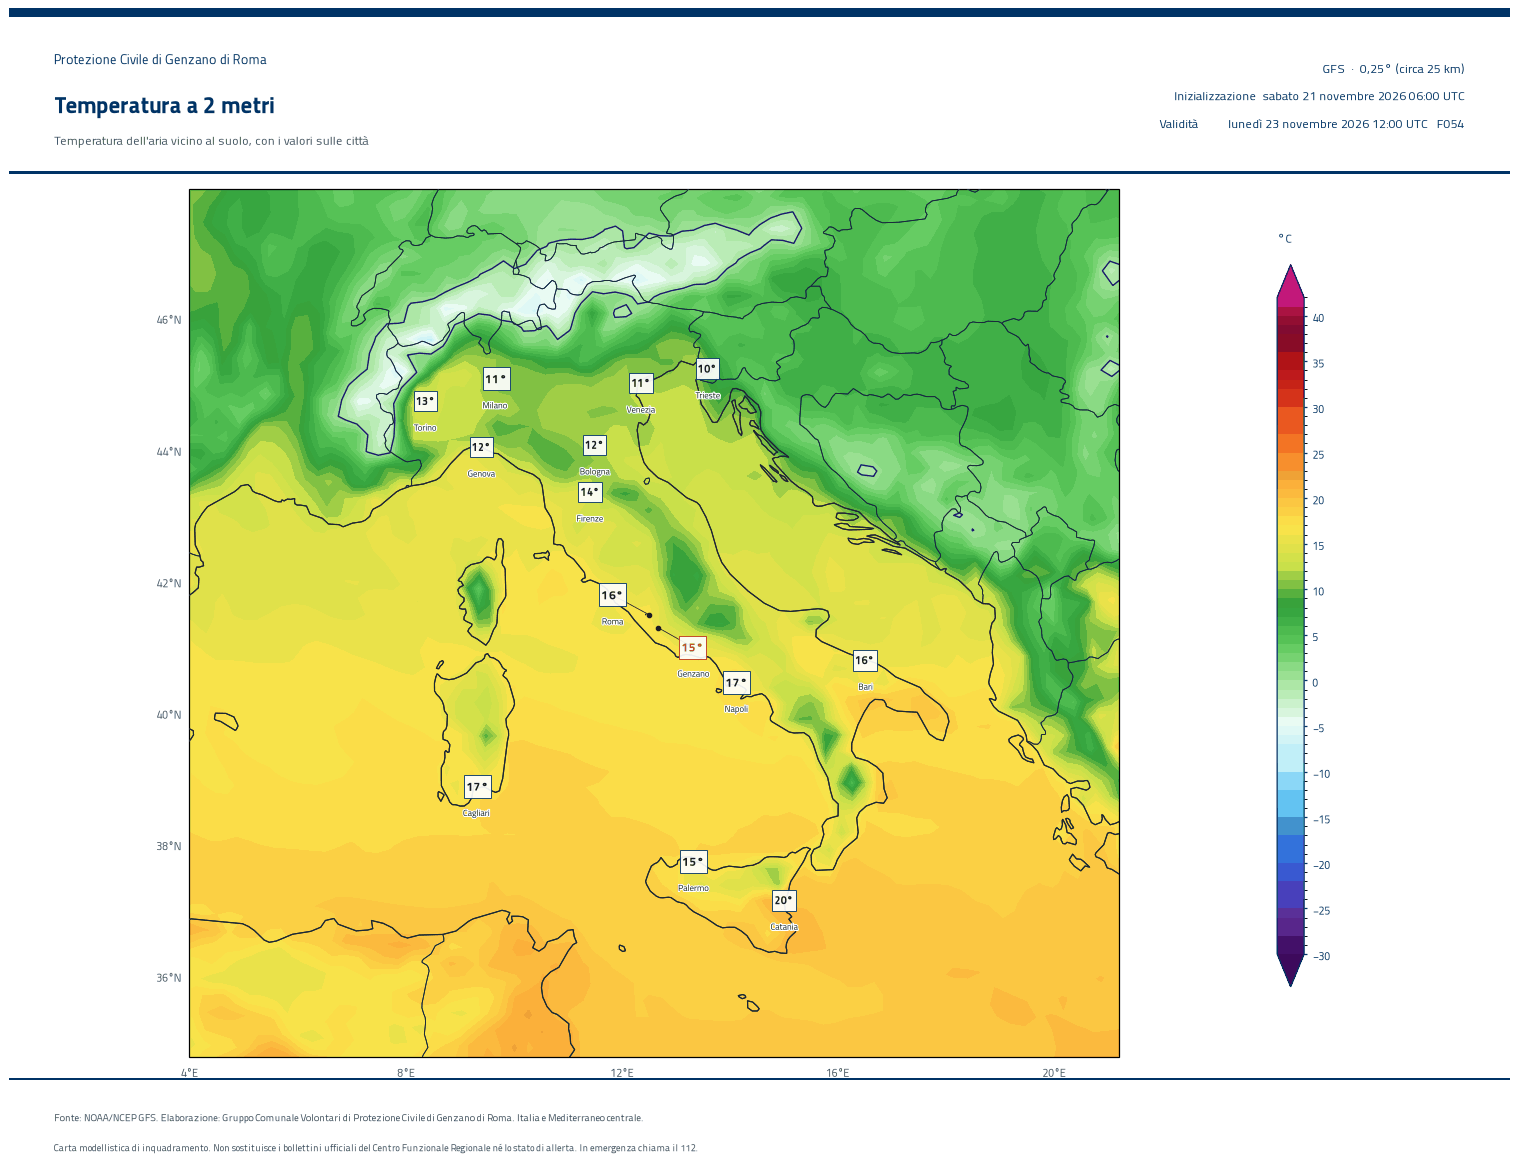 Protezione Civile di Genzano di Roma
Temperatura a 2 metri
Temperatura dell'aria vicino al suolo, con i valori sulle città
GFS · 0,25° (circa 25 km)
Inizializzazione sabato 21 novembre 2026 06:00 UTC
Validità lunedì 23 novembre 2026 12:00 UTC F054
°C
46°N
44°N
42°N
40°N
38°N
36°N
4°E
8°E
12°E
16°E
20°E
10°
Trieste
11°
Milano
11°
Venezia
13°
Torino
12°
Genova
12°
Bologna
14°
Firenze
16°
Roma
15°
Genzano
16°
Bari
17°
Napoli
17°
Cagliari
15°
Palermo
20°
Catania
40
35
30
25
20
15
10
5
0
−5
−10
−15
−20
−25
−30
Fonte: NOAA/NCEP GFS. Elaborazione: Gruppo Comunale Volontari di Protezione Civile di Genzano di Roma. Italia e Mediterraneo centrale.
Carta modellistica di inquadramento. Non sostituisce i bollettini ufficiali del Centro Funzionale Regionale né lo stato di allerta. In emergenza chiama il 112.